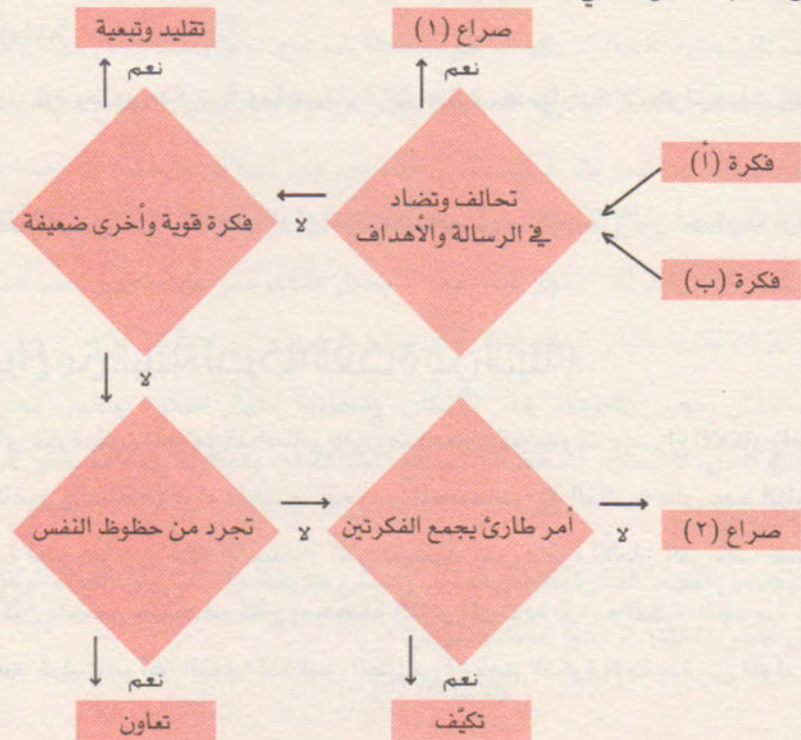 صراع (١)
تقليد وتبعية
نعم
نعم
فكرة (أ)
تحالف وتضاد
في الرسالة والأهداف
لا
فكرة قوية وأخرى ضعيفة
فكرة (ب)
لا
تجرد من حظوظ النفس
لا
أمر طارئ يجمع الفكرتين
لا
صراع (٢)
نعم
نعم
تعاون
تكيّف